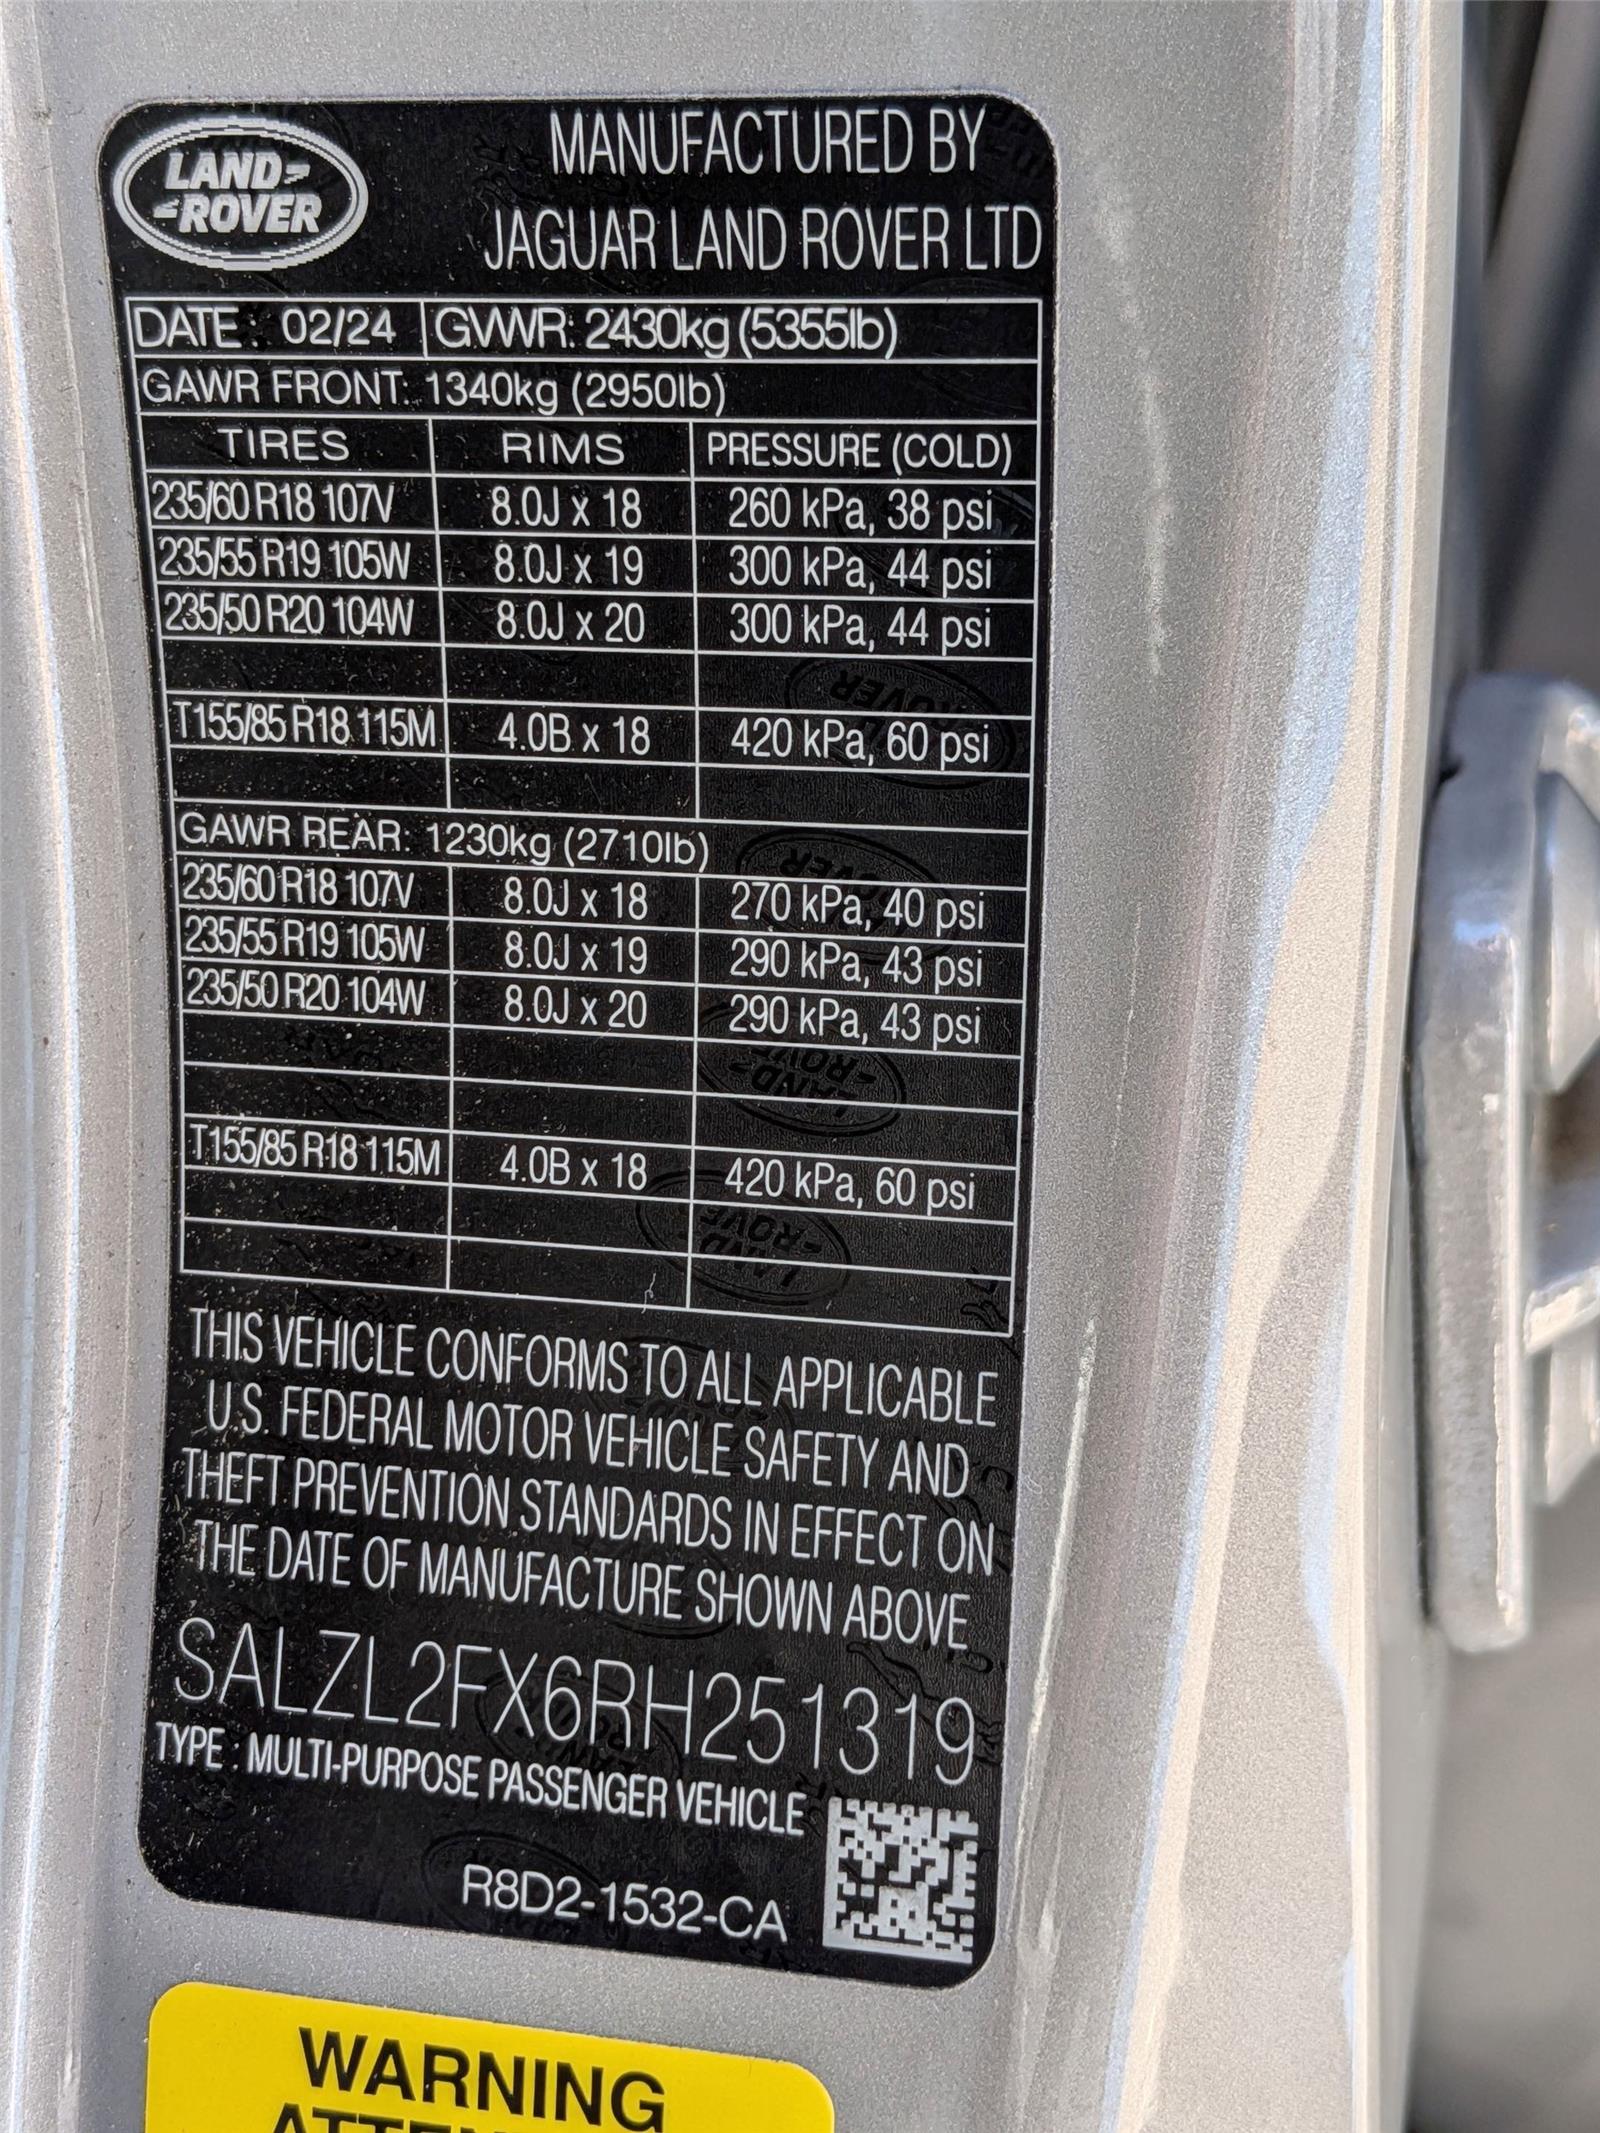 LAND
ROVER
MANUFACTURED BY
JAGUAR LAND ROVER LTD
DATE : 02/24 GVWR: 2430kg (5355lb)
GAWR FRONT: 1340kg (2950lb)
TIRES RIMS PRESSURE (COLD)
235/60 R18 107V 8.0J x 18 260 kPa, 38 psi
235/55 R19 105W 8.0J x 19 300 kPa, 44 psi
235/50 R20 104W 8.0J x 20 300 kPa, 44 psi
T155/85 R18 115M 4.0B x 18 420 kPa, 60 psi
GAWR REAR: 1230kg (2710lb)
235/60 R18 107V 8.0J x 18 270 kPa, 40 psi
235/55 R19 105W 8.0J x 19 290 kPa, 43 psi
235/50 R20 104W 8.0J x 20 290 kPa, 43 psi
T155/85 R18 115M 4.0B x 18 420 kPa, 60 psi
THIS VEHICLE CONFORMS TO ALL APPLICABLE
U.S. FEDERAL MOTOR VEHICLE SAFETY AND
THEFT PREVENTION STANDARDS IN EFFECT ON
THE DATE OF MANUFACTURE SHOWN ABOVE
SALZL2FX6RH251319
TYPE : MULTI-PURPOSE PASSENGER VEHICLE
R8D2-1532-CA
WARNING